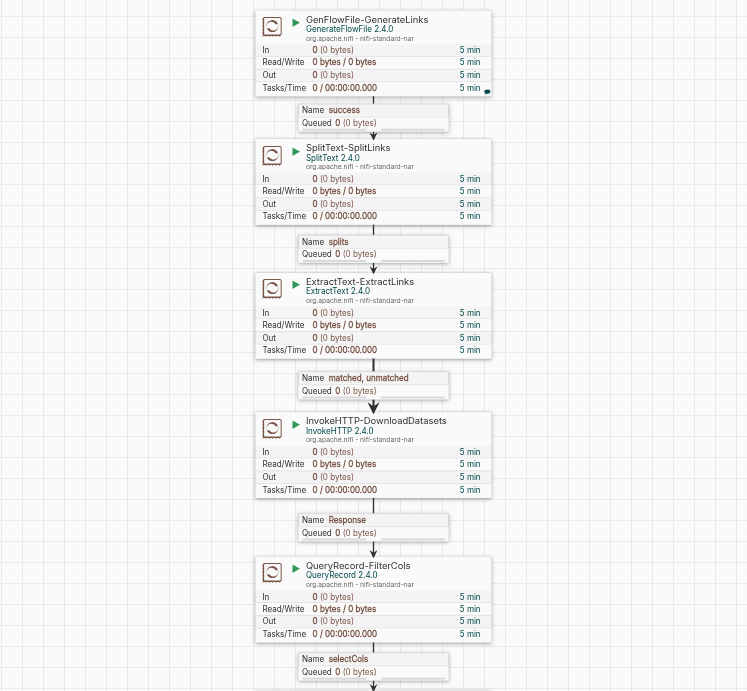 GenFlowFile-GenerateLinks
GenerateFlowFile 2.4.0
org.apache.nifi - nifi-standard-nar
In 0 (0 bytes) 5 min
Read/Write 0 bytes / 0 bytes 5 min
Out 0 (0 bytes) 5 min
Tasks/Time 0 / 00:00:00.000 5 min
Name success
Queued 0 (0 bytes)
SplitText-SplitLinks
SplitText 2.4.0
org.apache.nifi - nifi-standard-nar
In 0 (0 bytes) 5 min
Read/Write 0 bytes / 0 bytes 5 min
Out 0 (0 bytes) 5 min
Tasks/Time 0 / 00:00:00.000 5 min
Name splits
Queued 0 (0 bytes)
ExtractText-ExtractLinks
ExtractText 2.4.0
org.apache.nifi - nifi-standard-nar
In 0 (0 bytes) 5 min
Read/Write 0 bytes / 0 bytes 5 min
Out 0 (0 bytes) 5 min
Tasks/Time 0 / 00:00:00.000 5 min
Name matched, unmatched
Queued 0 (0 bytes)
InvokeHTTP-DownloadDatasets
InvokeHTTP 2.4.0
org.apache.nifi - nifi-standard-nar
In 0 (0 bytes) 5 min
Read/Write 0 bytes / 0 bytes 5 min
Out 0 (0 bytes) 5 min
Tasks/Time 0 / 00:00:00.000 5 min
Name Response
Queued 0 (0 bytes)
QueryRecord-FilterCols
QueryRecord 2.4.0
org.apache.nifi - nifi-standard-nar
In 0 (0 bytes) 5 min
Read/Write 0 bytes / 0 bytes 5 min
Out 0 (0 bytes) 5 min
Tasks/Time 0 / 00:00:00.000 5 min
Name selectCols
Queued 0 (0 bytes)